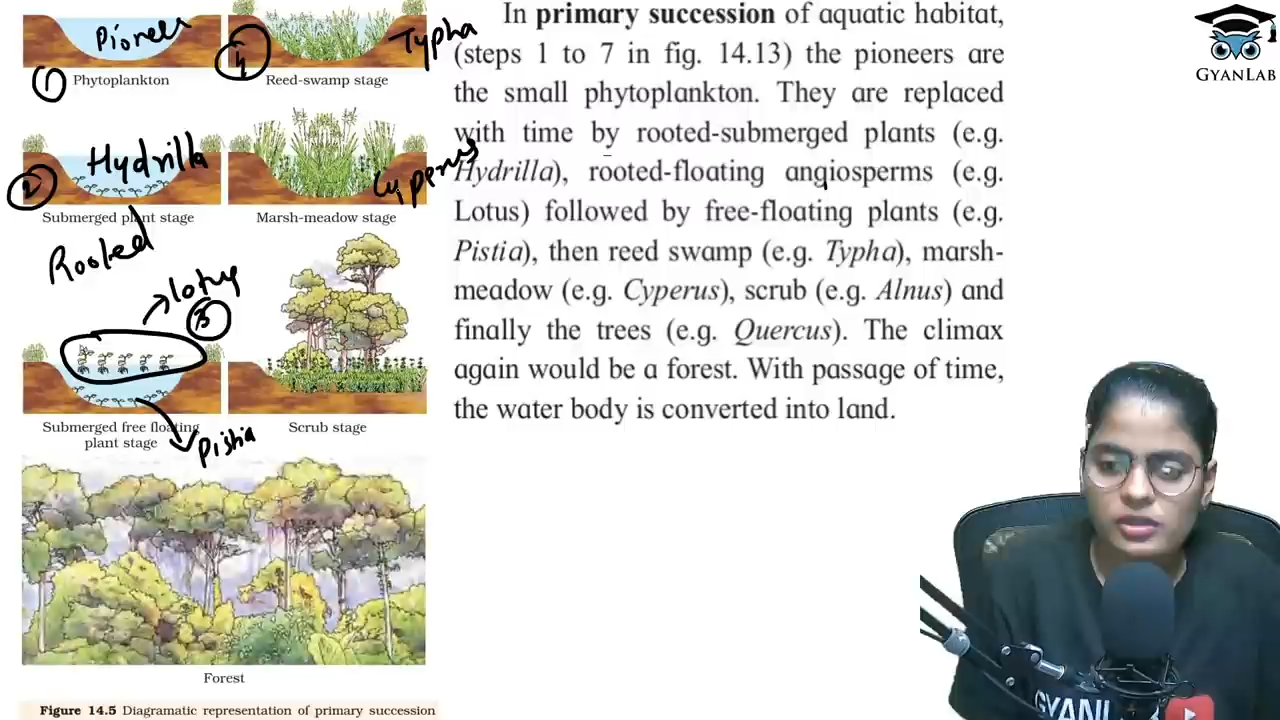 Pioneer
1
Phytoplankton
4
Typha
Reed-swamp stage
Hydrilla
2
Submerged plant stage
Rooted
Cyperus
Marsh-meadow stage
lotus
3
Submerged free floating
plant stage
Pistia
Scrub stage
Forest
Figure 14.5 Diagramatic representation of primary succession
In primary succession of aquatic habitat,
(steps 1 to 7 in fig. 14.13) the pioneers are
the small phytoplankton. They are replaced
with time by rooted-submerged plants (e.g.
Hydrilla), rooted-floating angiosperms (e.g.
Lotus) followed by free-floating plants (e.g.
Pistia), then reed swamp (e.g. Typha), marsh-
meadow (e.g. Cyperus), scrub (e.g. Alnus) and
finally the trees (e.g. Quercus). The climax
again would be a forest. With passage of time,
the water body is converted into land.
GYANLAB
GYANL